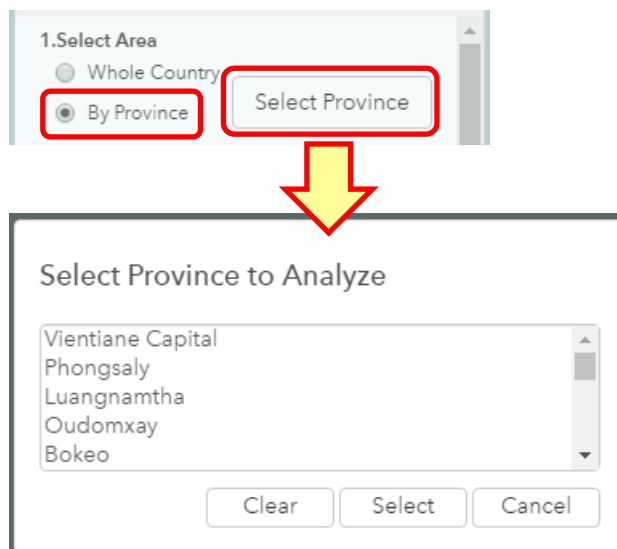 1.Select Area
Whole Country
By Province
Select Province
Select Province to Analyze
Vientiane Capital
Phongsaly
Luangnamtha
Oudomxay
Bokeo
Clear Select Cancel